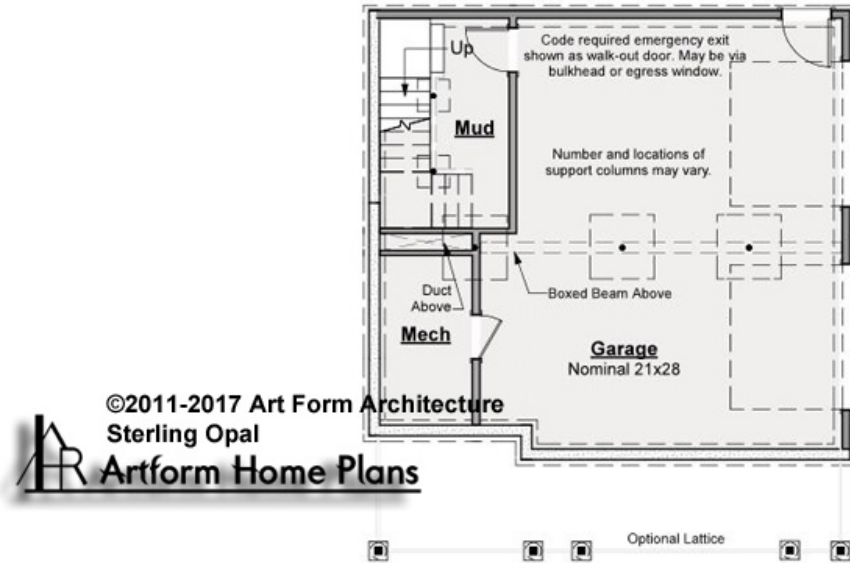 Up
Code required emergency exit
shown as walk-out door. May be via
bulkhead or egress window.
Mud
Number and locations of
support columns may vary.
Duct
Above
Boxed Beam Above
Mech
Garage
Nominal 21x28
©2011-2017 Art Form Architecture
Sterling Opal
AR Artform Home Plans
Optional Lattice